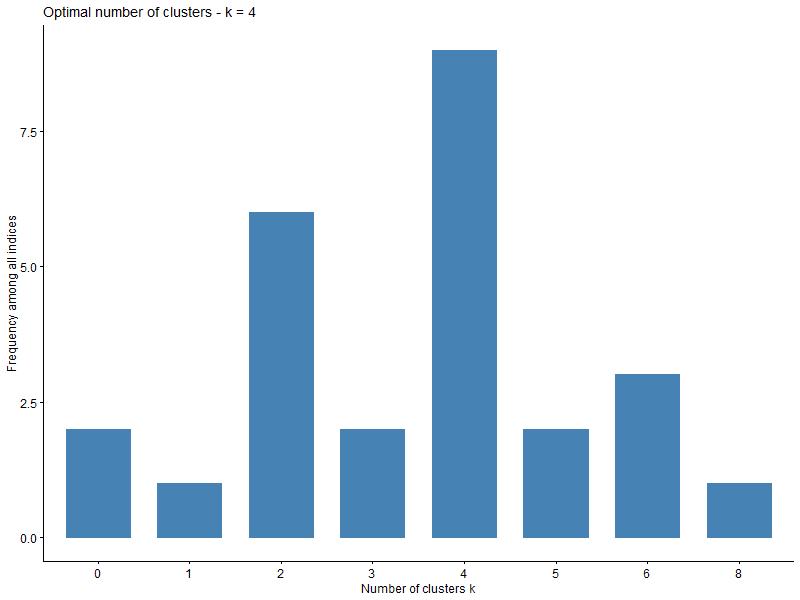 Optimal number of clusters - k = 4
Frequency among all indices
7.5
5.0
2.5
0.0
0 1 2 3 4 5 6 8
Number of clusters k